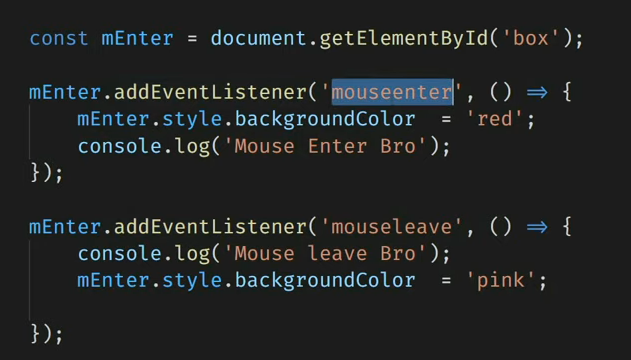 const mEnter = document.getElementById('box');
mEnter.addEventListener('mouseenter', () => {
mEnter.style.backgroundColor  = 'red';
console.log('Mouse Enter Bro');
});
mEnter.addEventListener('mouseleave', () => {
console.log('Mouse leave Bro');
mEnter.style.backgroundColor  = 'pink';
});